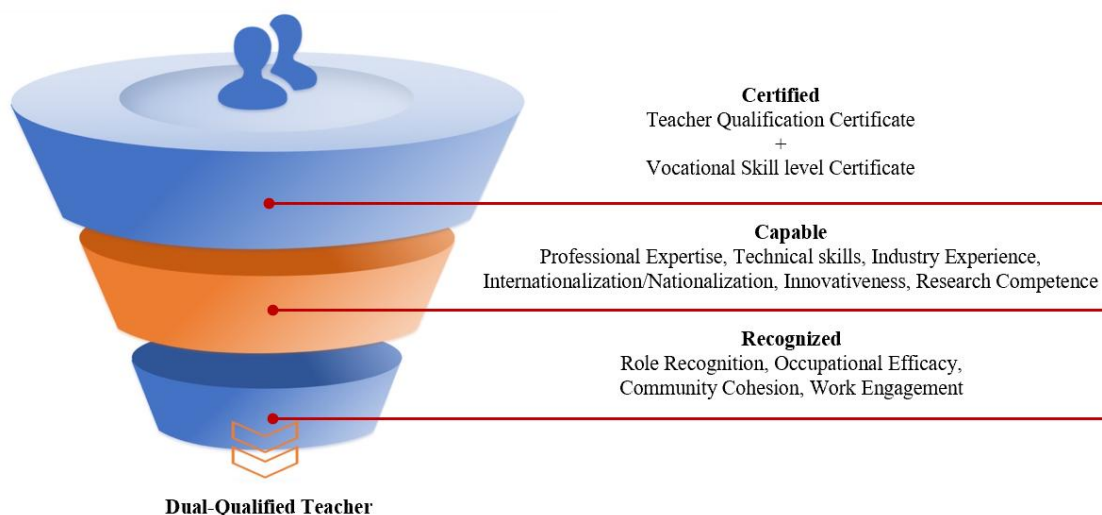 Certified
Teacher Qualification Certificate
+
Vocational Skill level Certificate
Capable
Professional Expertise, Technical skills, Industry Experience,
Internationalization/Nationalization, Innovativeness, Research Competence
Recognized
Role Recognition, Occupational Efficacy,
Community Cohesion, Work Engagement
Dual-Qualified Teacher